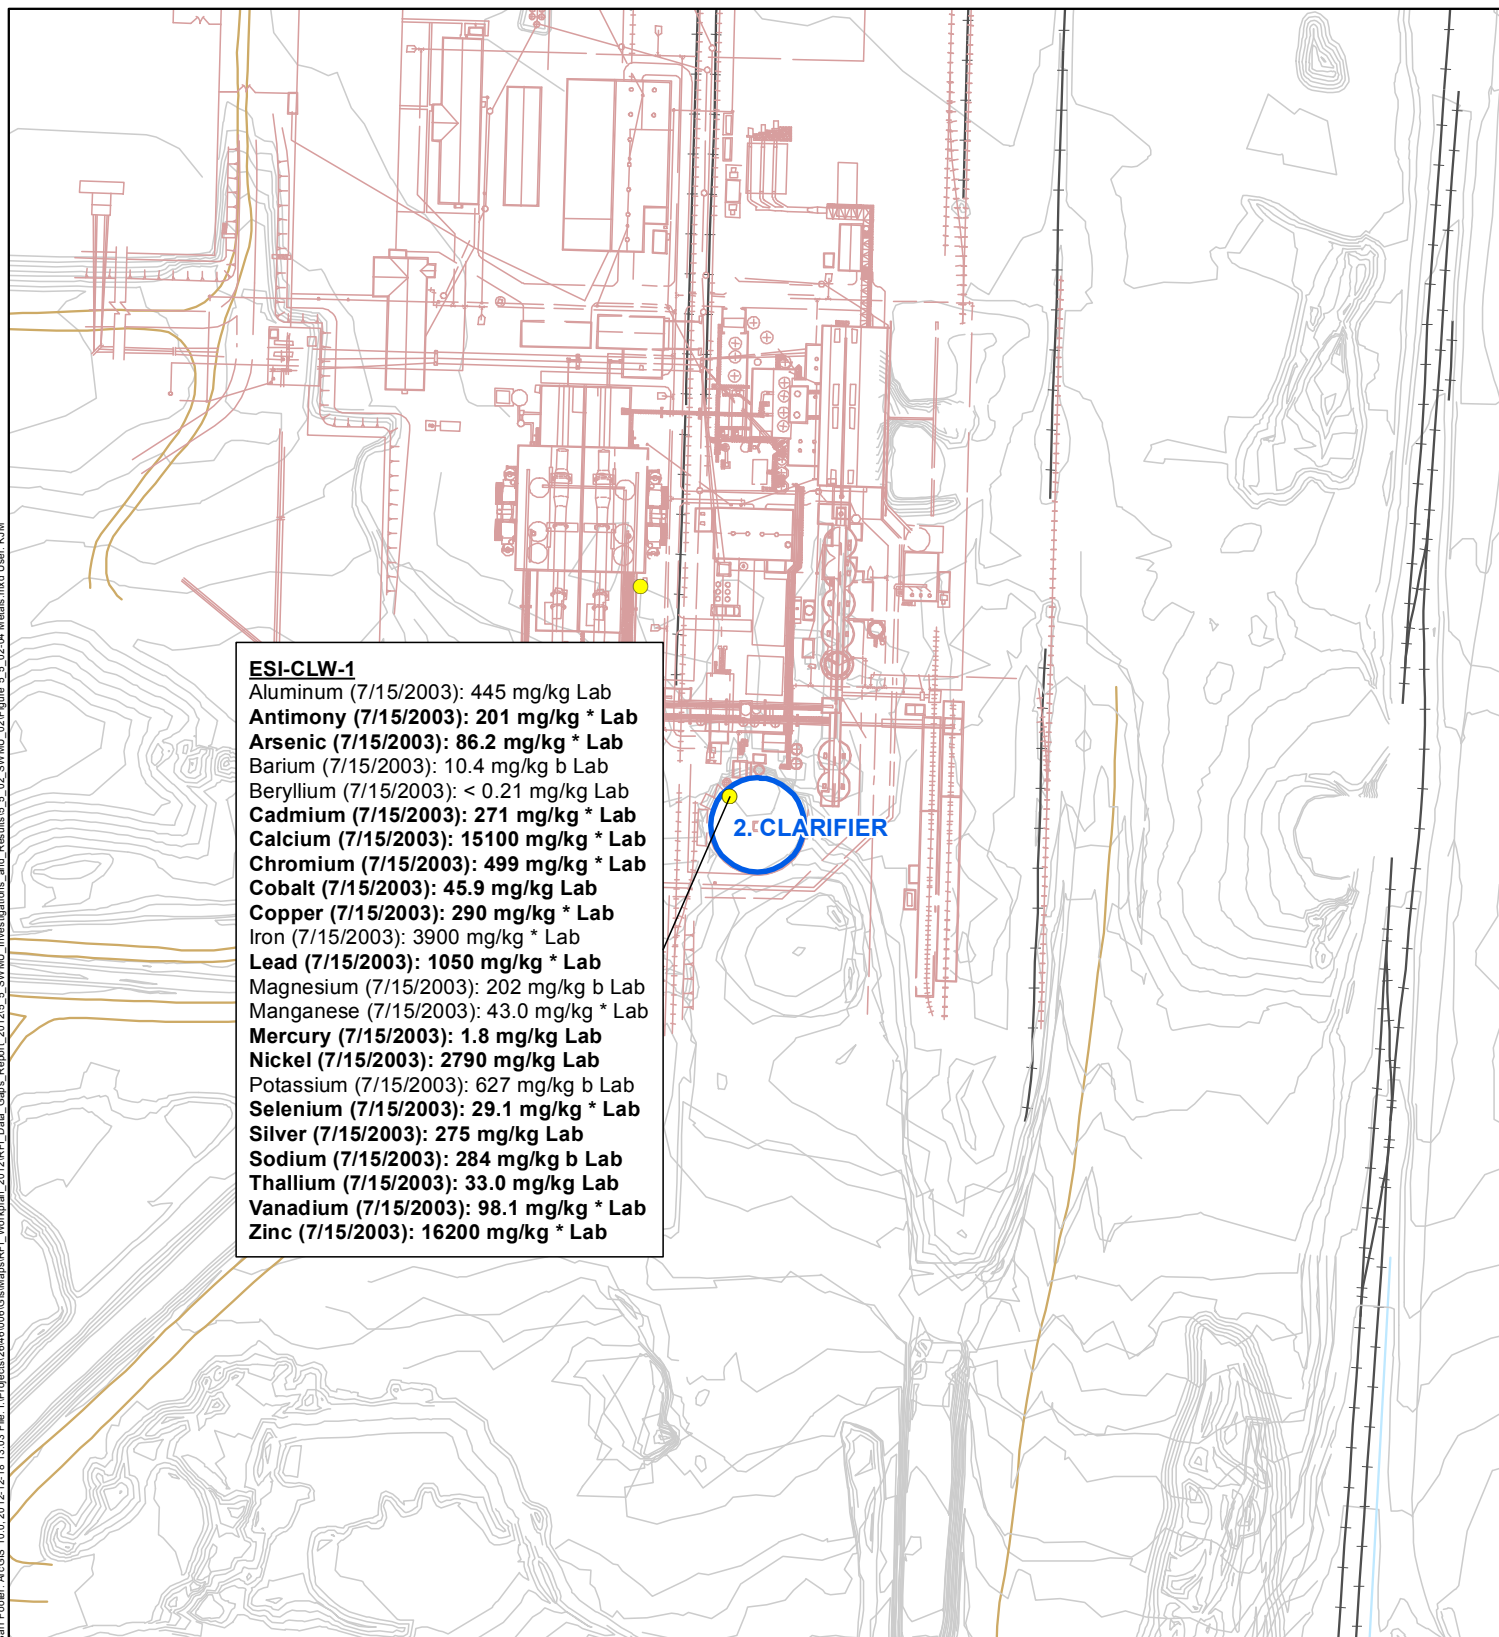 ESI-CLW-1
Aluminum (7/15/2003): 445 mg/kg Lab
Antimony (7/15/2003): 201 mg/kg * Lab
Arsenic (7/15/2003): 86.2 mg/kg * Lab
Barium (7/15/2003): 10.4 mg/kg b Lab
Beryllium (7/15/2003): < 0.21 mg/kg Lab
Cadmium (7/15/2003): 271 mg/kg * Lab
Calcium (7/15/2003): 15100 mg/kg * Lab
Chromium (7/15/2003): 499 mg/kg * Lab
Cobalt (7/15/2003): 45.9 mg/kg Lab
Copper (7/15/2003): 290 mg/kg * Lab
Iron (7/15/2003): 3900 mg/kg * Lab
Lead (7/15/2003): 1050 mg/kg * Lab
Magnesium (7/15/2003): 202 mg/kg b Lab
Manganese (7/15/2003): 43.0 mg/kg * Lab
Mercury (7/15/2003): 1.8 mg/kg Lab
Nickel (7/15/2003): 2790 mg/kg Lab
Potassium (7/15/2003): 627 mg/kg b Lab
Selenium (7/15/2003): 29.1 mg/kg * Lab
Silver (7/15/2003): 275 mg/kg Lab
Sodium (7/15/2003): 284 mg/kg b Lab
Thallium (7/15/2003): 33.0 mg/kg Lab
Vanadium (7/15/2003): 98.1 mg/kg * Lab
Zinc (7/15/2003): 16200 mg/kg * Lab
2. CLARIFIER